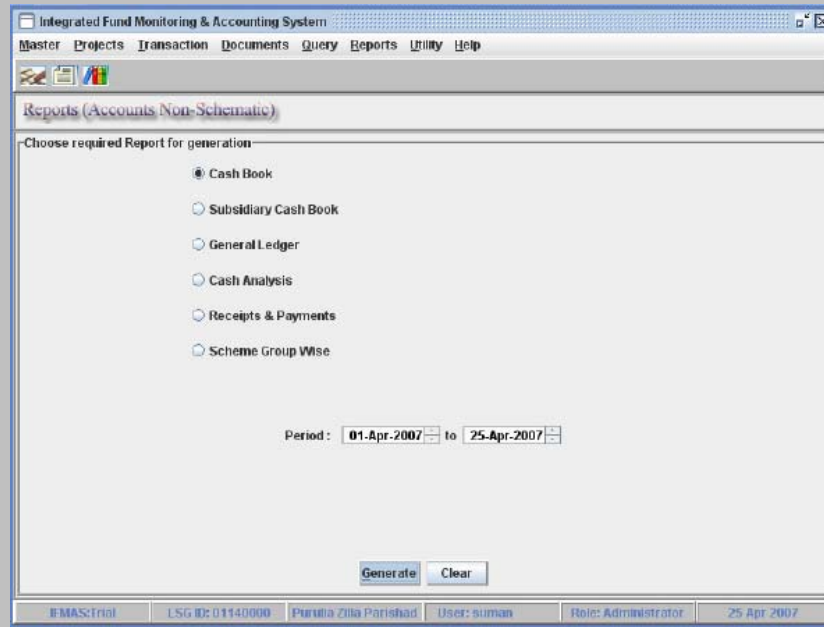 Integrated Fund Monitoring & Accounting System
Master Projects Transaction Documents Query Reports Utility Help
Reports (Accounts Non-Schematic)
Choose required Report for generation
Cash Book
Subsidiary Cash Book
General Ledger
Cash Analysis
Receipts & Payments
Scheme Group Wise
Period : 01-Apr-2007 to 25-Apr-2007
Generate Clear
IFMAS:Trial LSG ID: 01140000 Purulia Zilla Parishad User: suman Role: Administrator 25 Apr 2007